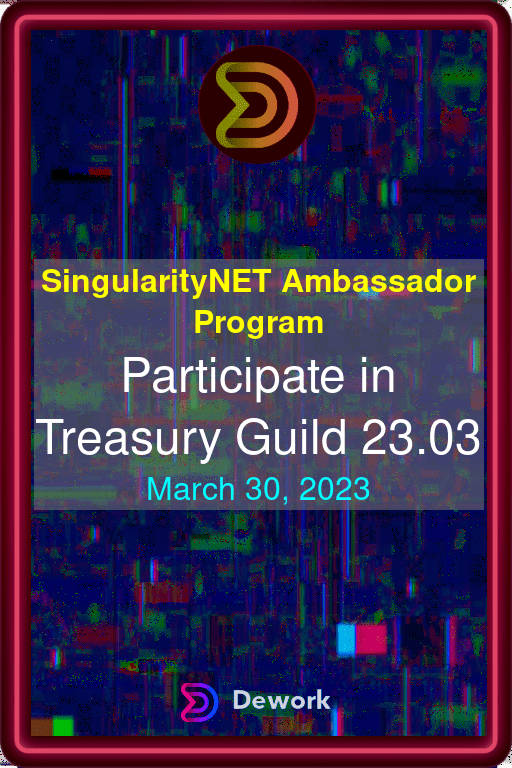 SingularityNET Ambassador
Program
Participate in
Treasury Guild 23.03
March 30, 2023
Dework